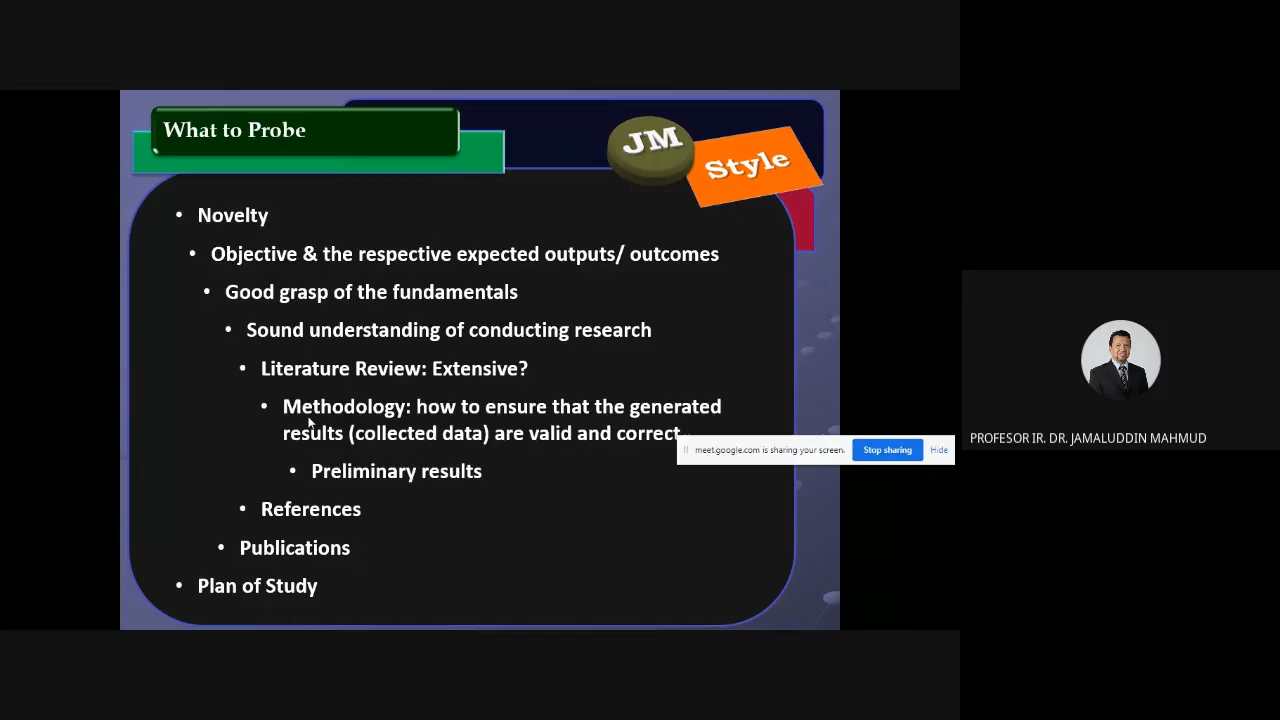 What to Probe
JM
Style
• Novelty
• Objective & the respective expected outputs/ outcomes
• Good grasp of the fundamentals
• Sound understanding of conducting research
• Literature Review: Extensive?
• Methodology: how to ensure that the generated
results (collected data) are valid and correct
meet.google.com is sharing your screen.
Stop sharing
Hide
• Preliminary results
• References
• Publications
• Plan of Study
PROFESOR IR. DR. JAMALUDDIN MAHMUD